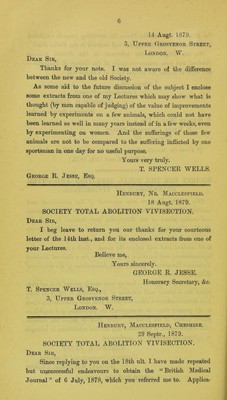 6
14 Augt. 1879.
3, Upper Grosvenor Street,
London. W.
Dear Sir,
Thanks for your note. I was not aware of the difference
between the new and the old Society.
As some aid to the future discussion of the subject I enclose
some extracts from one of my Lectures which may show what is
thought (by men capable of judging) of the value of improvements
learned by experiments on a few animals, which could not have
been learned so well in many years instead of in a few weeks, even
by experimenting on women. And the sufferings of those few
animals are not to be compared to the suffering inflicted by one
sportsman in one day for no useful purpose.
Yours very truly.
T. SPENCER WELLS.
George R. Jesse, Esq.
Henbury, Nr. Macclesfield.
18 Augt. 1879.
SOCIETY TOTAL ABOLITION VIVISECTION.
Dear Sir,
I beg leave to return you our thanks for your courteous
letter of the 14th inst., and for its enclosed extracts from one of
your Lectures.
Believe me,
Yours sincerely.
GEORGE R. JESSE.
Honorary Secretary, &c.
T. Spencer Wells, Esq.,
3, Upper Grosvenor Street,
London. W.
Henbury, Macclesfield, Cheshire.
29 Septr., 1879.
SOCIETY TOTAL ABOLITION VIVISECTION.
Dear Sir,
Since replying to you on the 18th ult. I have made repeated
but unsuccessful endeavours to obtain the "British Medical
Journal" of 6 July, 1878, which you referred me to. Applica-